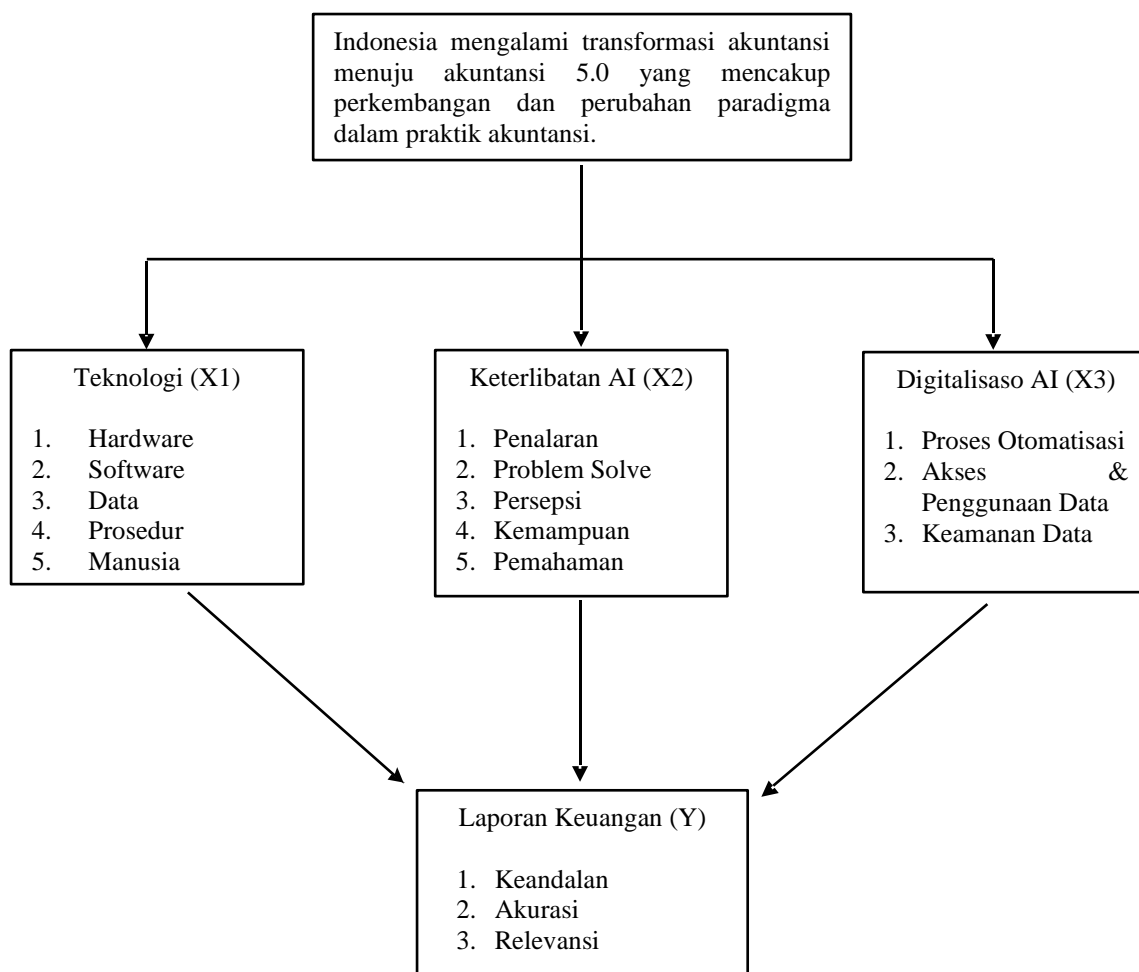 Indonesia mengalami transformasi akuntansi
menuju akuntansi 5.0 yang mencakup
perkembangan dan perubahan paradigma
dalam praktik akuntansi.
Teknologi (X1)
1. Hardware
2. Software
3. Data
4. Prosedur
5. Manusia
Keterlibatan AI (X2)
1. Penalaran
2. Problem Solve
3. Persepsi
4. Kemampuan
5. Pemahaman
Digitalisaso AI (X3)
1. Proses Otomatisasi
2. Akses &
Penggunaan Data
3. Keamanan Data
Laporan Keuangan (Y)
1. Keandalan
2. Akurasi
3. Relevansi